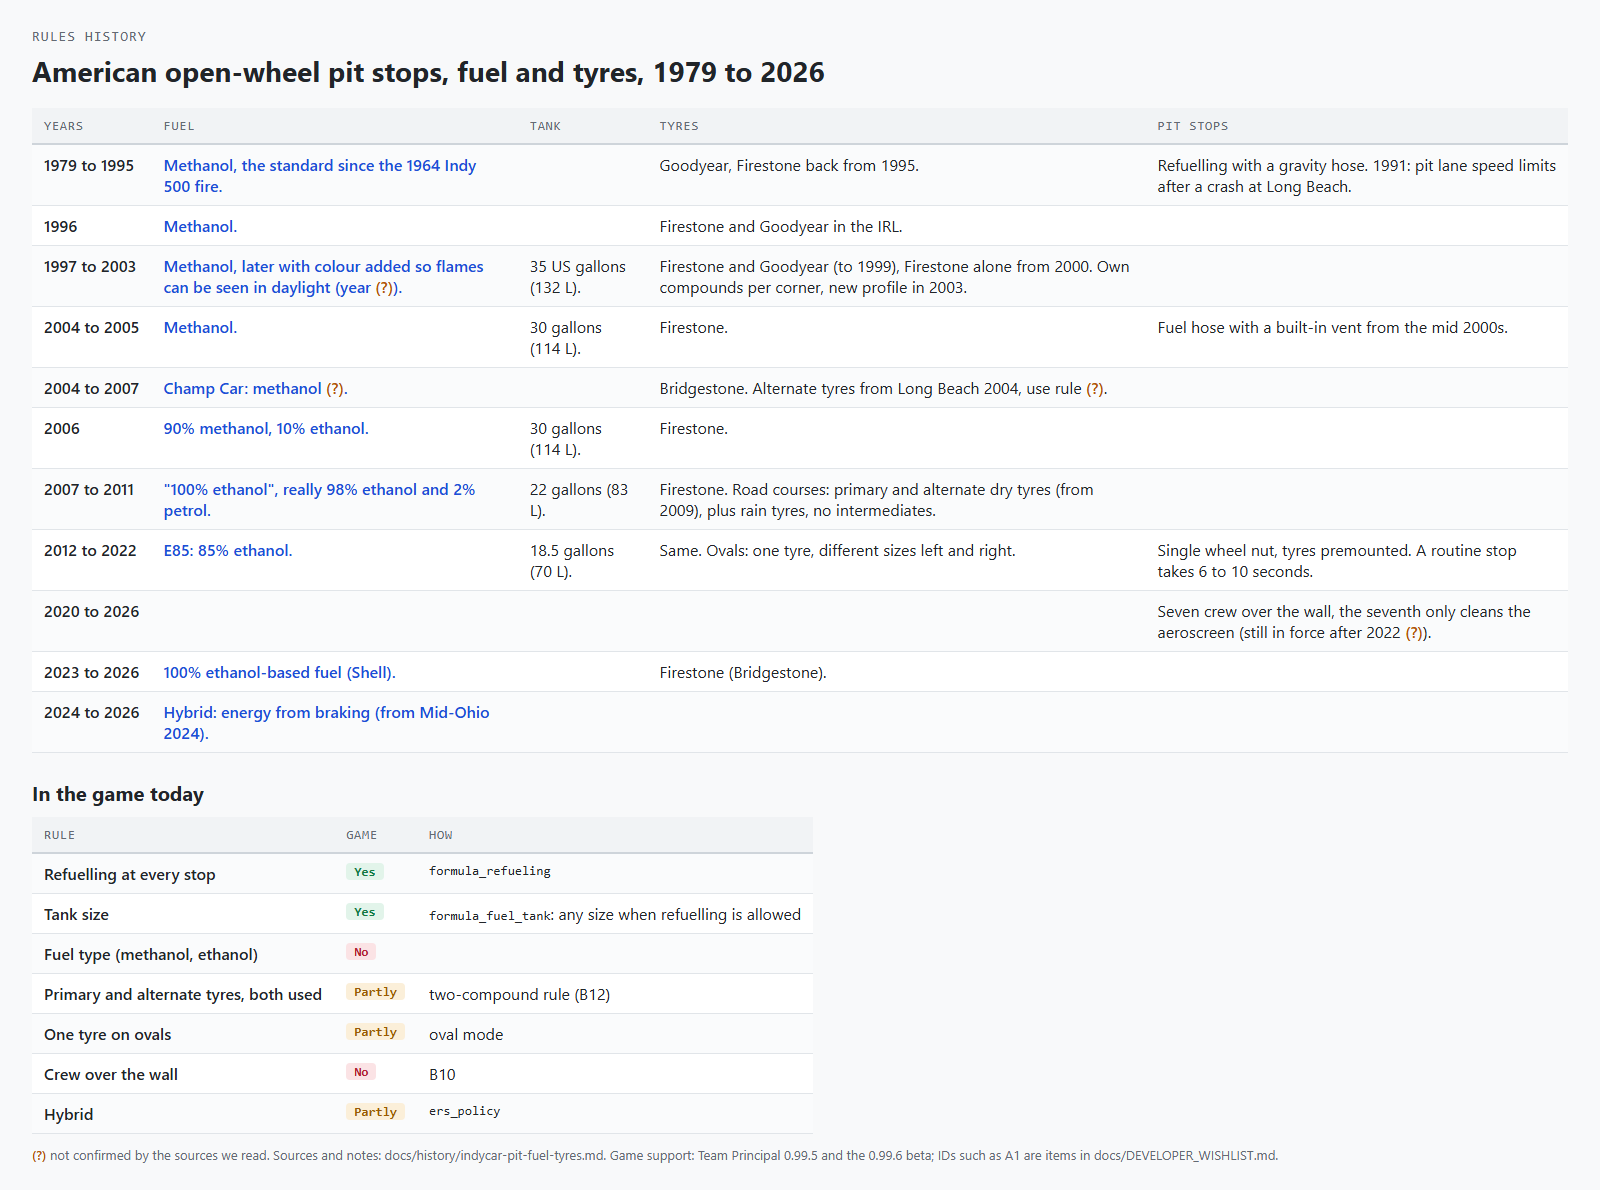 RULES HISTORY
American open-wheel pit stops, fuel and tyres, 1979 to 2026
YEARS FUEL TANK TYRES PIT STOPS
1979 to 1995 Methanol, the standard since the 1964 Indy Goodyear, Firestone back from 1995. Refuelling with a gravity hose. 1991: pit lane speed limits
500 fire. after a crash at Long Beach.
1996 Methanol. Firestone and Goodyear in the IRL.
1997 to 2003 Methanol, later with colour added so flames 35 US gallons Firestone and Goodyear (to 1999), Firestone alone from 2000. Own
can be seen in daylight (year (?)). (132 L). compounds per corner, new profile in 2003.
2004 to 2005 Methanol. 30 gallons Firestone. Fuel hose with a built-in vent from the mid 2000s.
(114 L).
2004 to 2007 Champ Car: methanol (?). Bridgestone. Alternate tyres from Long Beach 2004, use rule (?).
2006 90% methanol, 10% ethanol. 30 gallons Firestone.
(114 L).
2007 to 2011 "100% ethanol", really 98% ethanol and 2% 22 gallons (83 Firestone. Road courses: primary and alternate dry tyres (from
petrol. L). 2009), plus rain tyres, no intermediates.
2012 to 2022 E85: 85% ethanol. 18.5 gallons Same. Ovals: one tyre, different sizes left and right. Single wheel nut, tyres premounted. A routine stop
(70 L). takes 6 to 10 seconds.
2020 to 2026 Seven crew over the wall, the seventh only cleans the
aeroscreen (still in force after 2022 (?)).
2023 to 2026 100% ethanol-based fuel (Shell). Firestone (Bridgestone).
2024 to 2026 Hybrid: energy from braking (from Mid-Ohio
2024).
In the game today
RULE GAME HOW
Refuelling at every stop Yes formula_refueling
Tank size Yes formula_fuel_tank: any size when refuelling is allowed
Fuel type (methanol, ethanol) No
Primary and alternate tyres, both used Partly two-compound rule (B12)
One tyre on ovals Partly oval mode
Crew over the wall No B10
Hybrid Partly ers_policy
(?) not confirmed by the sources we read. Sources and notes: docs/history/indycar-pit-fuel-tyres.md. Game support: Team Principal 0.99.5 and the 0.99.6 beta; IDs such as A1 are items in docs/DEVELOPER_WISHLIST.md.